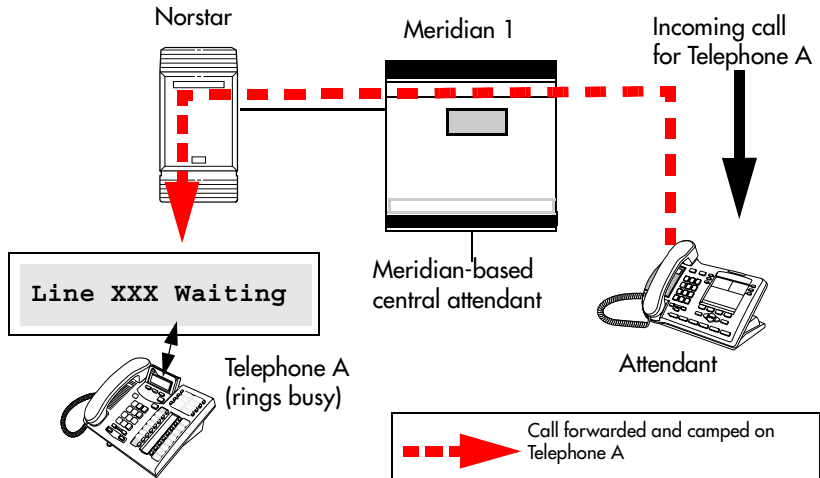 Norstar
Meridian 1
Incoming call
for Telephone A
Line XXX Waiting
Meridian-based
central attendant
Attendant
Telephone A
(rings busy)
Call forwarded and camped on
Telephone A